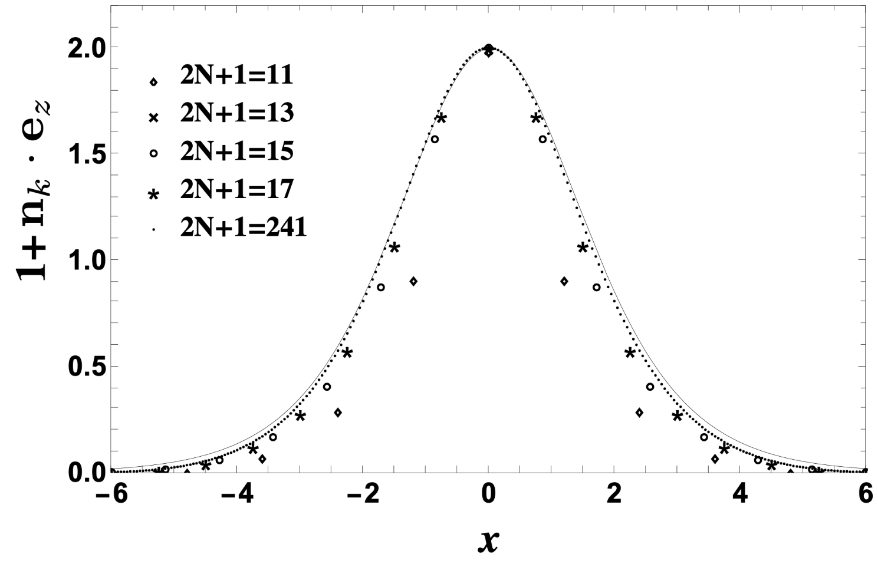 1+n_k · e_z
2.0
1.5
1.0
0.5
0.0
2N+1=11
2N+1=13
2N+1=15
2N+1=17
2N+1=241
−6 −4 −2 0 2 4 6
x